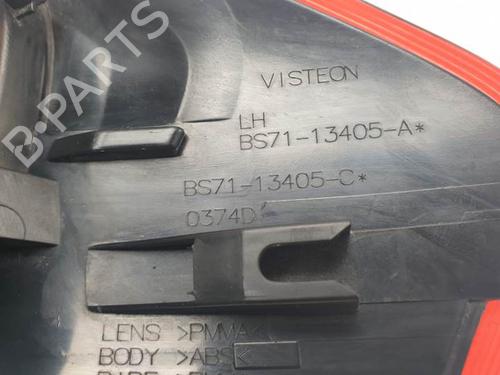 VISTEON
LH
BS71-13405-A*
BS71-13405-C*
0374D
LENS >PMMA<
BODY >ABS<
B-PARTS